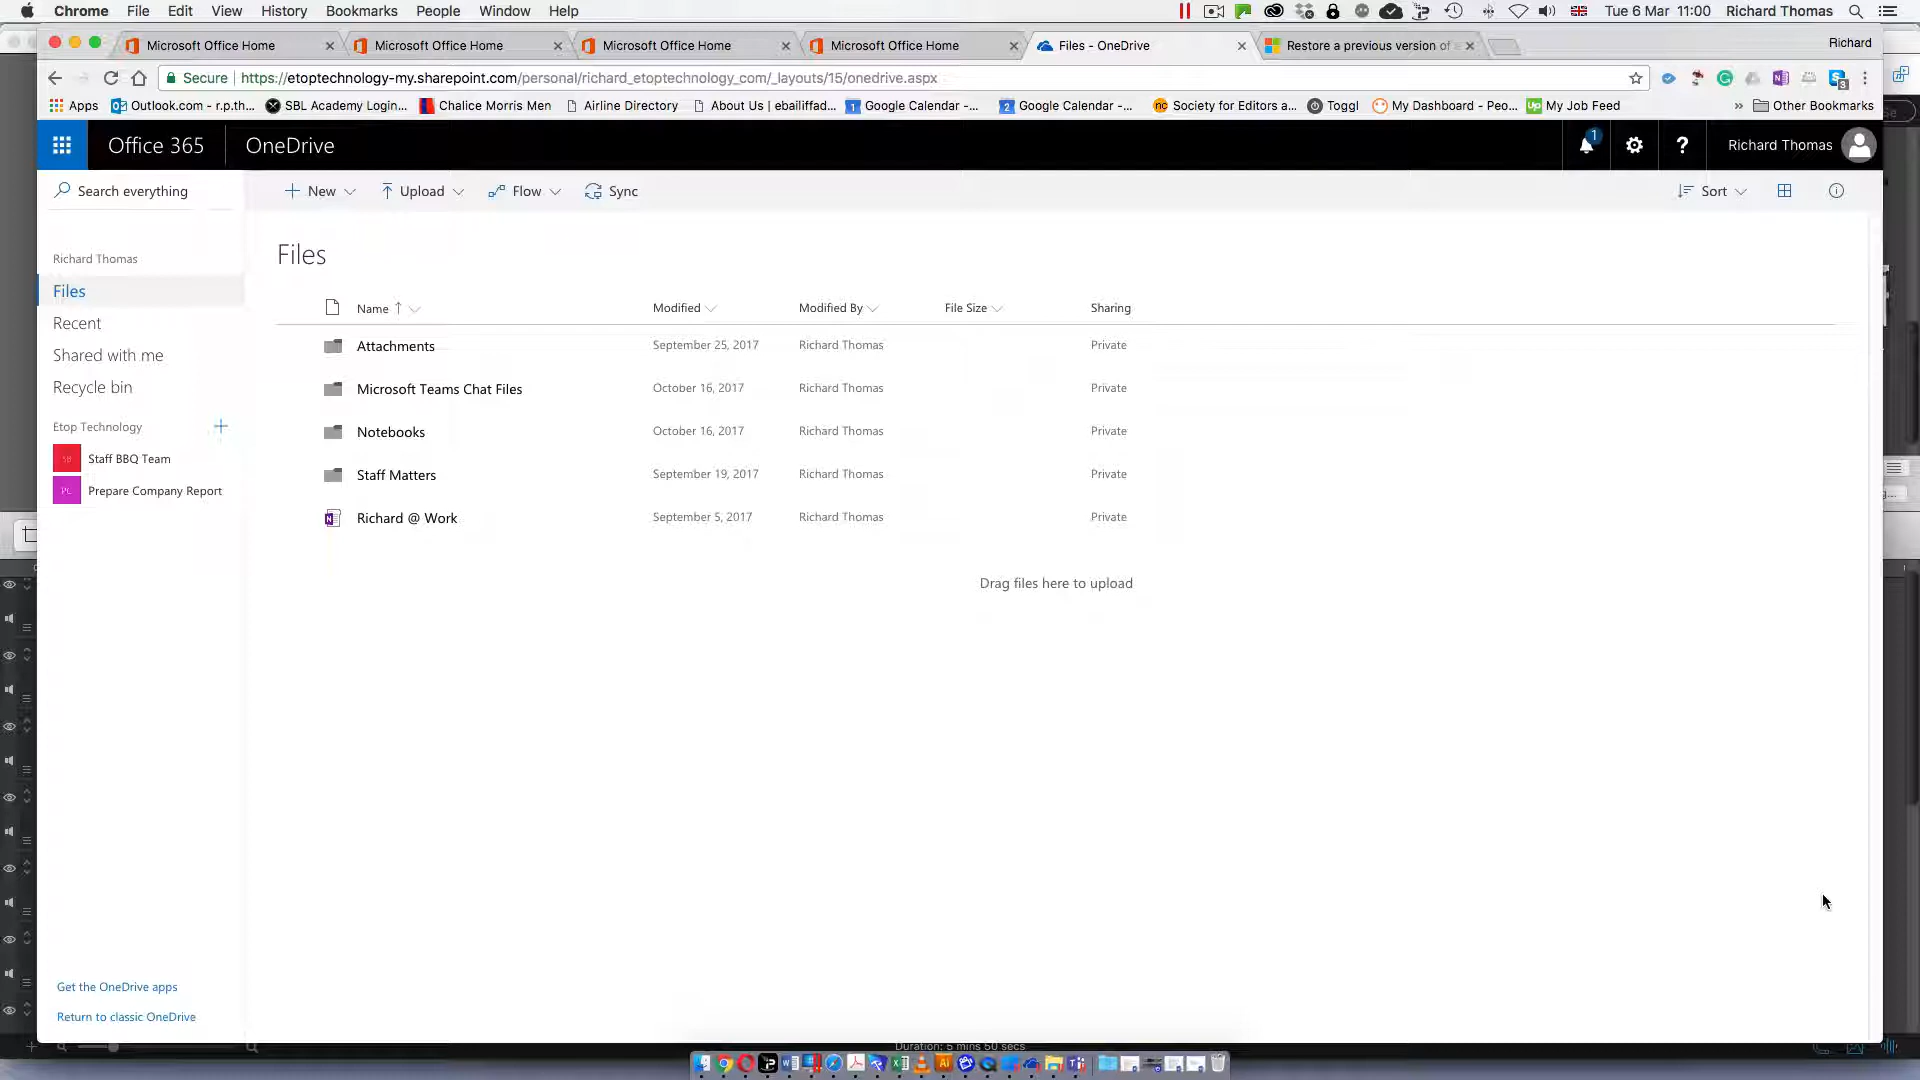 Chrome File Edit View History Bookmarks People Window Help Tue 6 Mar 11:00 Richard Thomas
Microsoft Office Home Microsoft Office Home Microsoft Office Home Microsoft Office Home Files - OneDrive Restore a previous version of Richard
Secure https://etoptechnology-my.sharepoint.com/personal/richard_etoptechnology_com/_layouts/15/onedrive.aspx
Apps Outlook.com - r.p.th... SBL Academy Login... Chalice Morris Men Airline Directory About Us | ebailiffad... Google Calendar -... Google Calendar -... Society for Editors a... Toggl My Dashboard - Peo... My Job Feed » Other Bookmarks
Office 365 OneDrive 1 ? Richard Thomas
Search everything New Upload Flow Sync Sort
Files
Richard Thomas
Files
Recent
Shared with me
Recycle bin
Etop Technology
Staff BBQ Team
PC Prepare Company Report
Name Modified Modified By File Size Sharing
Attachments September 25, 2017 Richard Thomas Private
Microsoft Teams Chat Files October 16, 2017 Richard Thomas Private
Notebooks October 16, 2017 Richard Thomas Private
Staff Matters September 19, 2017 Richard Thomas Private
Richard @ Work September 5, 2017 Richard Thomas Private
Drag files here to upload
Get the OneDrive apps
Return to classic OneDrive
Duration: 5 mins 50 secs